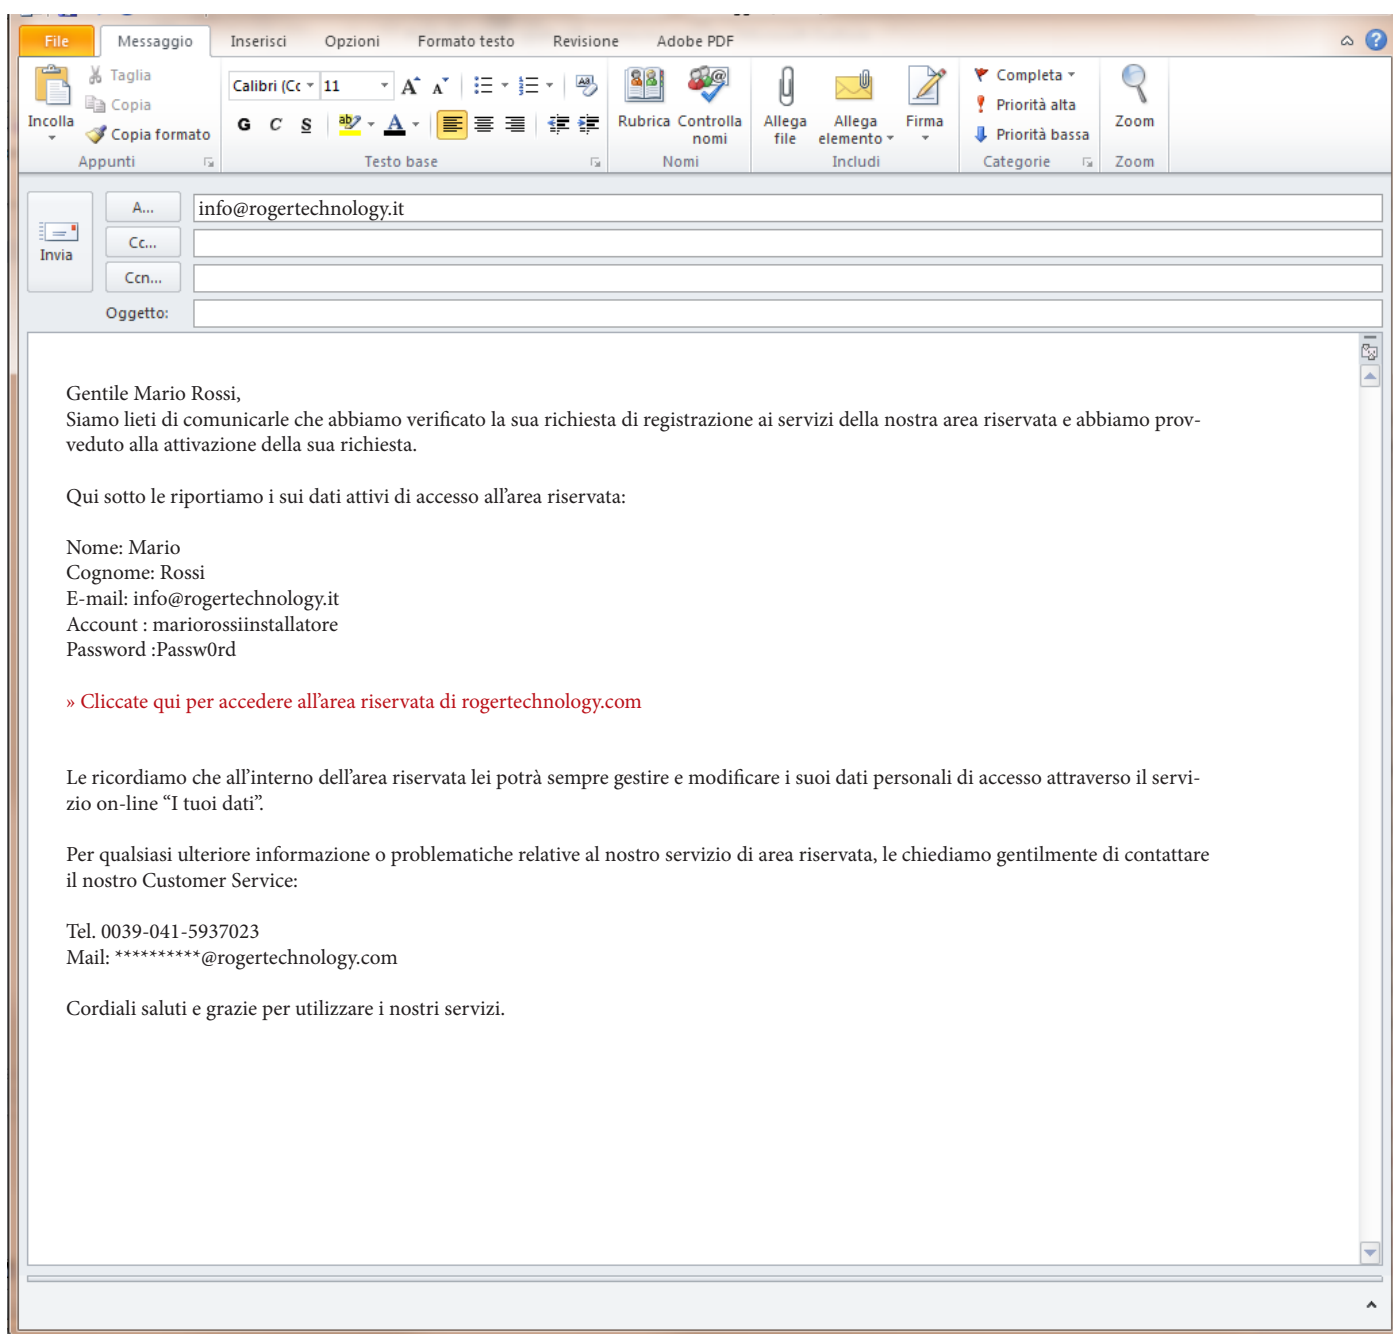 File Messaggio Inserisci Opzioni Formato testo Revisione Adobe PDF
Incolla
Taglia
Copia
Copia formato
Appunti
Calibri (Cc 11
G C S
Testo base
Rubrica Controlla nomi
Nomi
Allega file Allega elemento Firma
Includi
Completa
Priorità alta
Priorità bassa
Categorie
Zoom
Zoom
Invia
A... info@rogertechnology.it
Cc...
Ccn...
Oggetto:
Gentile Mario Rossi,
Siamo lieti di comunicarle che abbiamo verificato la sua richiesta di registrazione ai servizi della nostra area riservata e abbiamo prov-
veduto alla attivazione della sua richiesta.
Qui sotto le riportiamo i sui dati attivi di accesso all'area riservata:
Nome: Mario
Cognome: Rossi
E-mail: info@rogertechnology.it
Account : mariorossiinstallatore
Password :Passw0rd
» Cliccate qui per accedere all'area riservata di rogertechnology.com
Le ricordiamo che all'interno dell'area riservata lei potrà sempre gestire e modificare i suoi dati personali di accesso attraverso il servi-
zio on-line “I tuoi dati”.
Per qualsiasi ulteriore informazione o problematiche relative al nostro servizio di area riservata, le chiediamo gentilmente di contattare
il nostro Customer Service:
Tel. 0039-041-5937023
Mail: **********@rogertechnology.com
Cordiali saluti e grazie per utilizzare i nostri servizi.